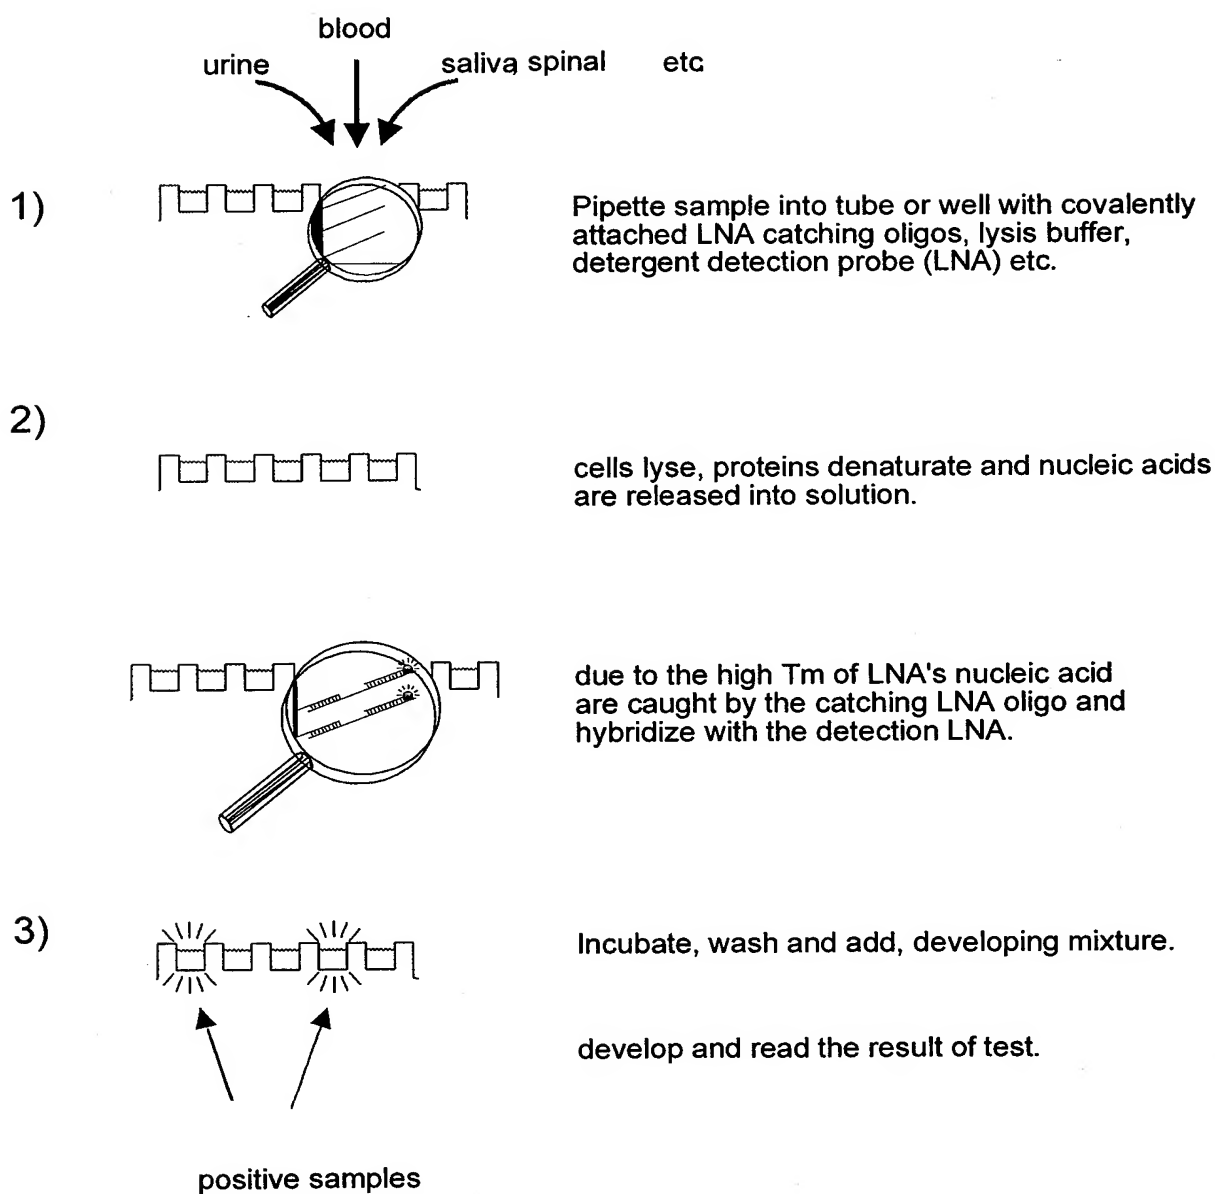 blood
urine
saliva spinal etc
1)
Pipette sample into tube or well with covalently
attached LNA catching oligos, lysis buffer,
detergent detection probe (LNA) etc.
2)
cells lyse, proteins denaturate and nucleic acids
are released into solution.
due to the high Tm of LNA's nucleic acid
are caught by the catching LNA oligo and
hybridize with the detection LNA.
3)
Incubate, wash and add, developing mixture.
develop and read the result of test.
positive samples